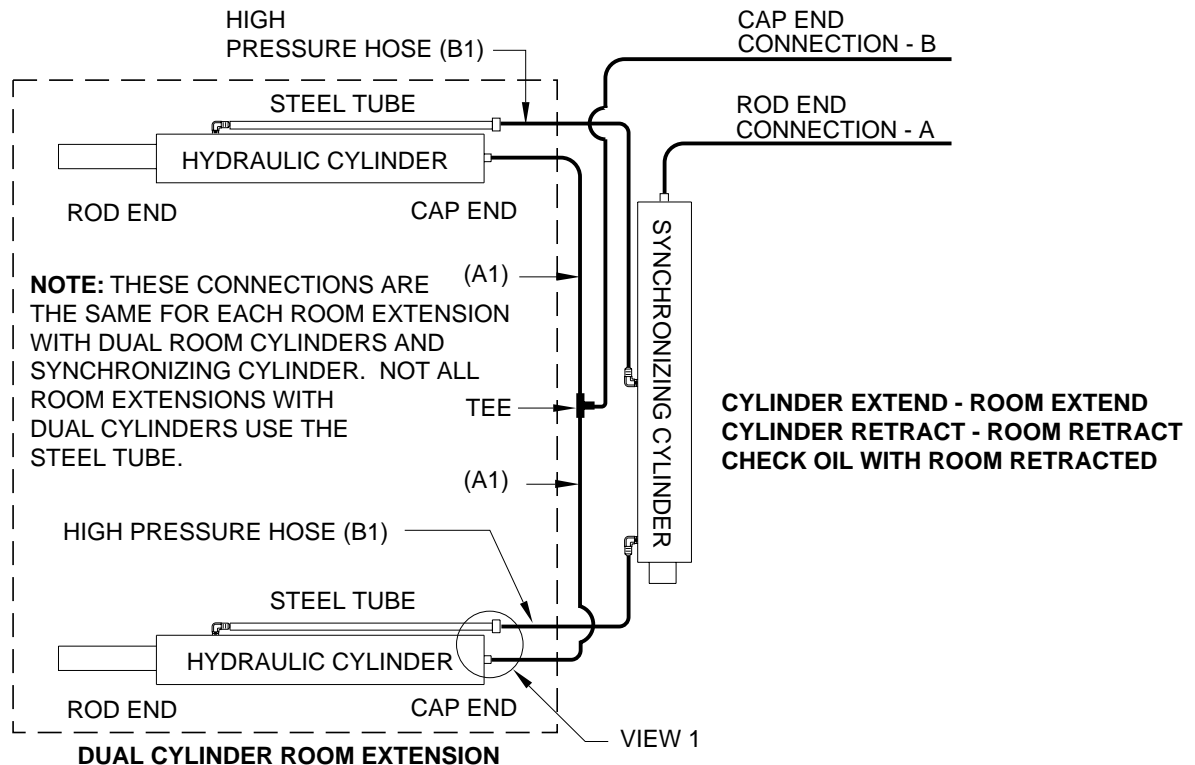 HIGH
PRESSURE HOSE (B1)
CAP END
CONNECTION - B
STEEL TUBE
ROD END
CONNECTION - A
HYDRAULIC CYLINDER
ROD END
CAP END
SYNCHRONIZING CYLINDER
NOTE: THESE CONNECTIONS ARE
THE SAME FOR EACH ROOM EXTENSION
WITH DUAL ROOM CYLINDERS AND
SYNCHRONIZING CYLINDER. NOT ALL
ROOM EXTENSIONS WITH
DUAL CYLINDERS USE THE
STEEL TUBE.
(A1)
TEE
CYLINDER EXTEND - ROOM EXTEND
CYLINDER RETRACT - ROOM RETRACT
CHECK OIL WITH ROOM RETRACTED
(A1)
HIGH PRESSURE HOSE (B1)
STEEL TUBE
HYDRAULIC CYLINDER
ROD END
CAP END
VIEW 1
DUAL CYLINDER ROOM EXTENSION